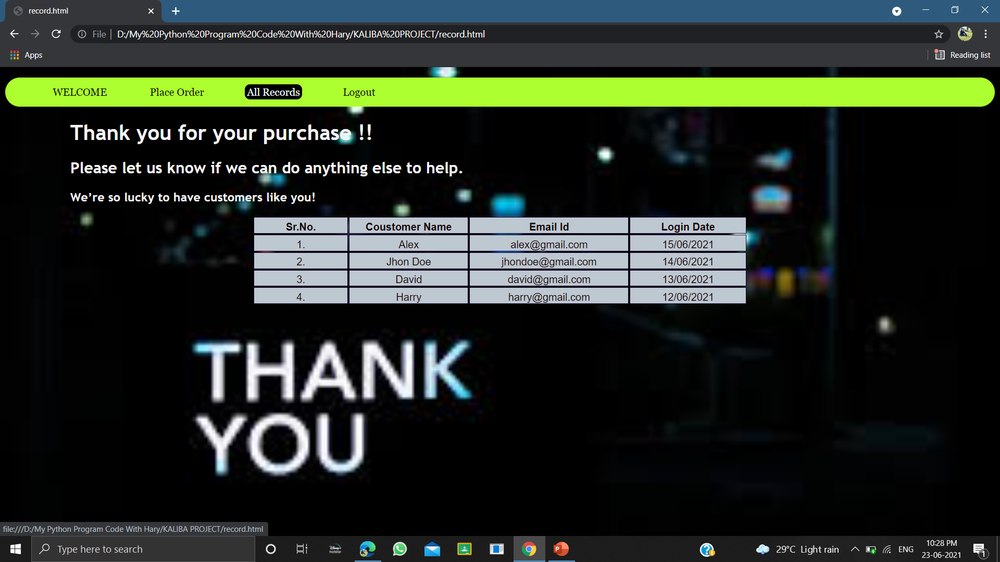 record.html
File | D:/My%20Python%20Program%20Code%20With%20Hary/KALIBA%20PROJECT/record.html
Apps
Reading list
WELCOME Place Order All Records Logout
Thank you for your purchase !!
Please let us know if we can do anything else to help.
We’re so lucky to have customers like you!
Sr.No. Coustomer Name Email Id Login Date
1. Alex alex@gmail.com 15/06/2021
2. Jhon Doe jhondoe@gmail.com 14/06/2021
3. David david@gmail.com 13/06/2021
4. Harry harry@gmail.com 12/06/2021
THANK
YOU
file:///D:/My Python Program Code With Hary/KALIBA PROJECT/record.html
Type here to search
Disney+
hotstar
P
29°C Light rain
ENG
10:28 PM
23-06-2021
1